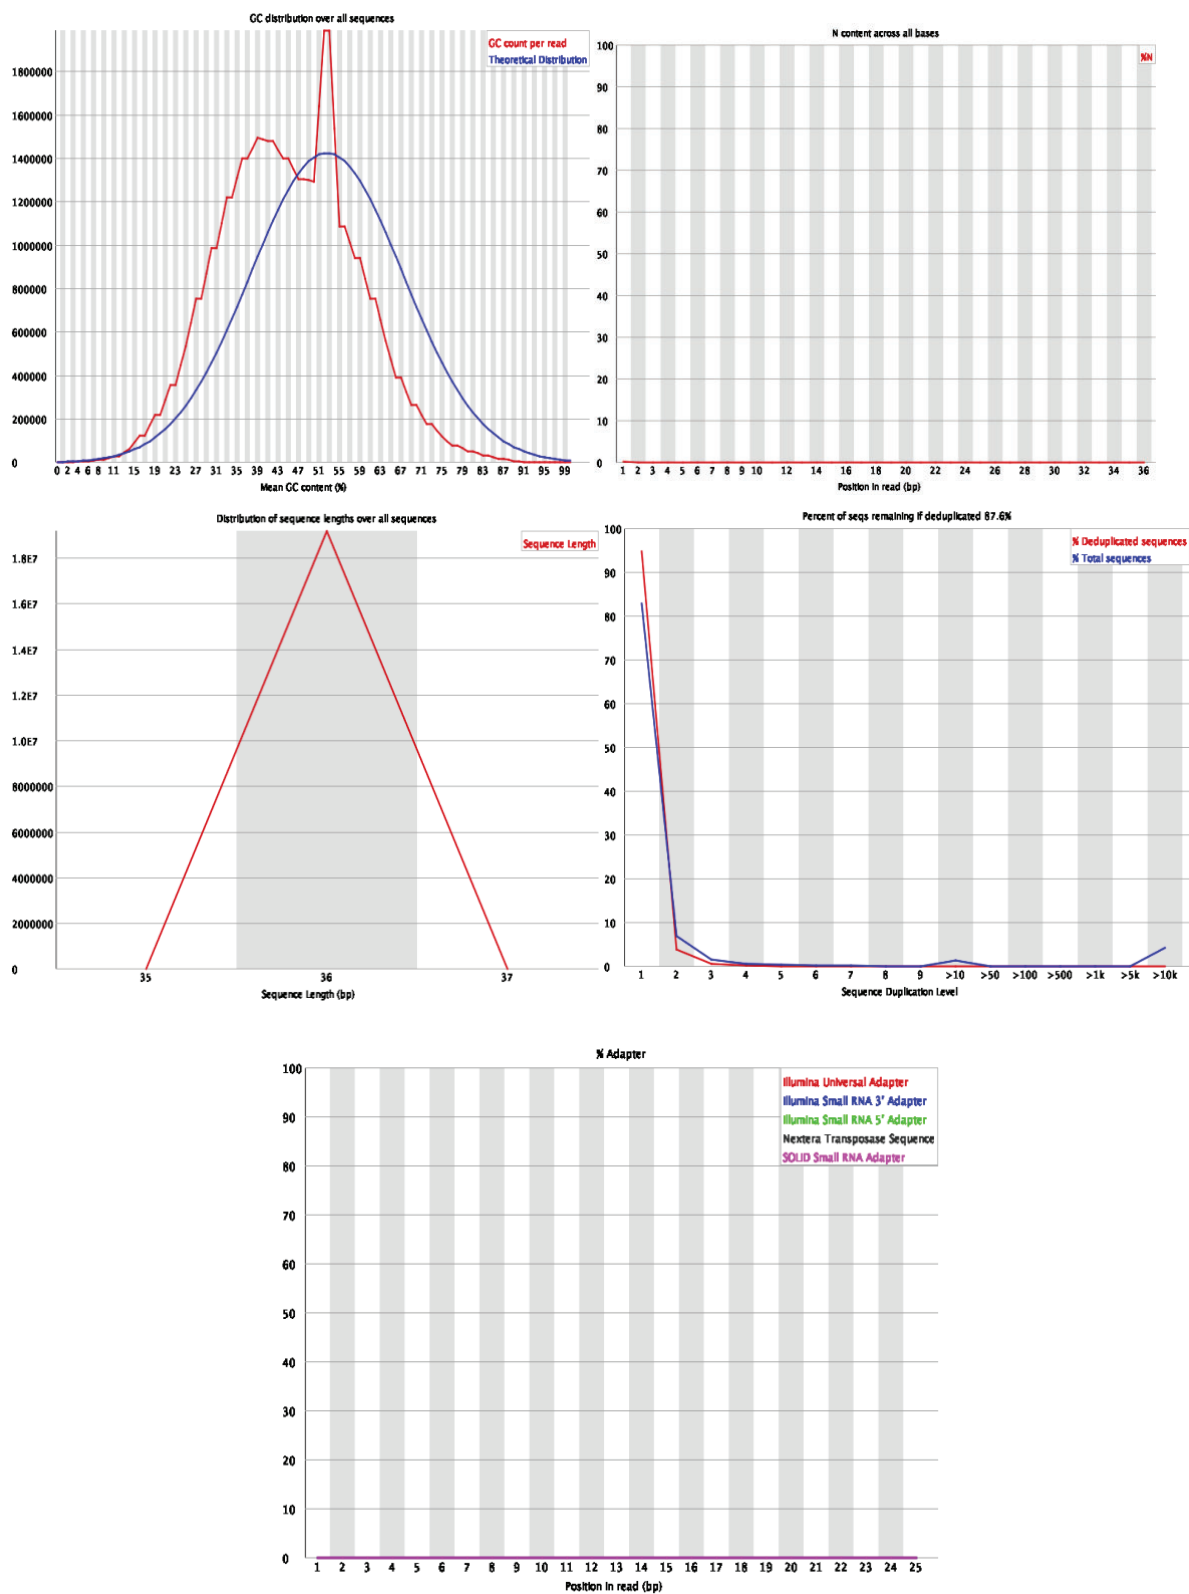 GC distribution over all sequences
GC count per read
Theoretical Distribution
1800000
1600000
1400000
1200000
1000000
800000
600000
400000
200000
0
0 2 4 6 8 11 15 19 23 27 31 35 39 43 47 51 55 59 63 67 71 75 79 83 87 91 95 99
Mean GC content (%)
N content across all bases
%N
100
90
80
70
60
50
40
30
20
10
0
1 2 3 4 5 6 7 8 9 10 12 14 16 18 20 22 24 26 28 30 32 34 36
Position in read (bp)
Distribution of sequence lengths over all sequences
Sequence Length
1.8E7
1.6E7
1.4E7
1.2E7
1.0E7
8000000
6000000
4000000
2000000
0
35 36 37
Sequence Length (bp)
Percent of seqs remaining if deduplicated 87.6%
% Deduplicated sequences
% Total sequences
100
90
80
70
60
50
40
30
20
10
0
1 2 3 4 5 6 7 8 9 >10 >50 >100 >500 >1k >5k >10k
Sequence Duplication Level
% Adapter
Illumina Universal Adapter
Illumina Small RNA 3' Adapter
Illumina Small RNA 5' Adapter
Nextera Transposase Sequence
SOLID Small RNA Adapter
100
90
80
70
60
50
40
30
20
10
0
1 2 3 4 5 6 7 8 9 10 11 12 13 14 15 16 17 18 19 20 21 22 23 24 25
Position in read (bp)